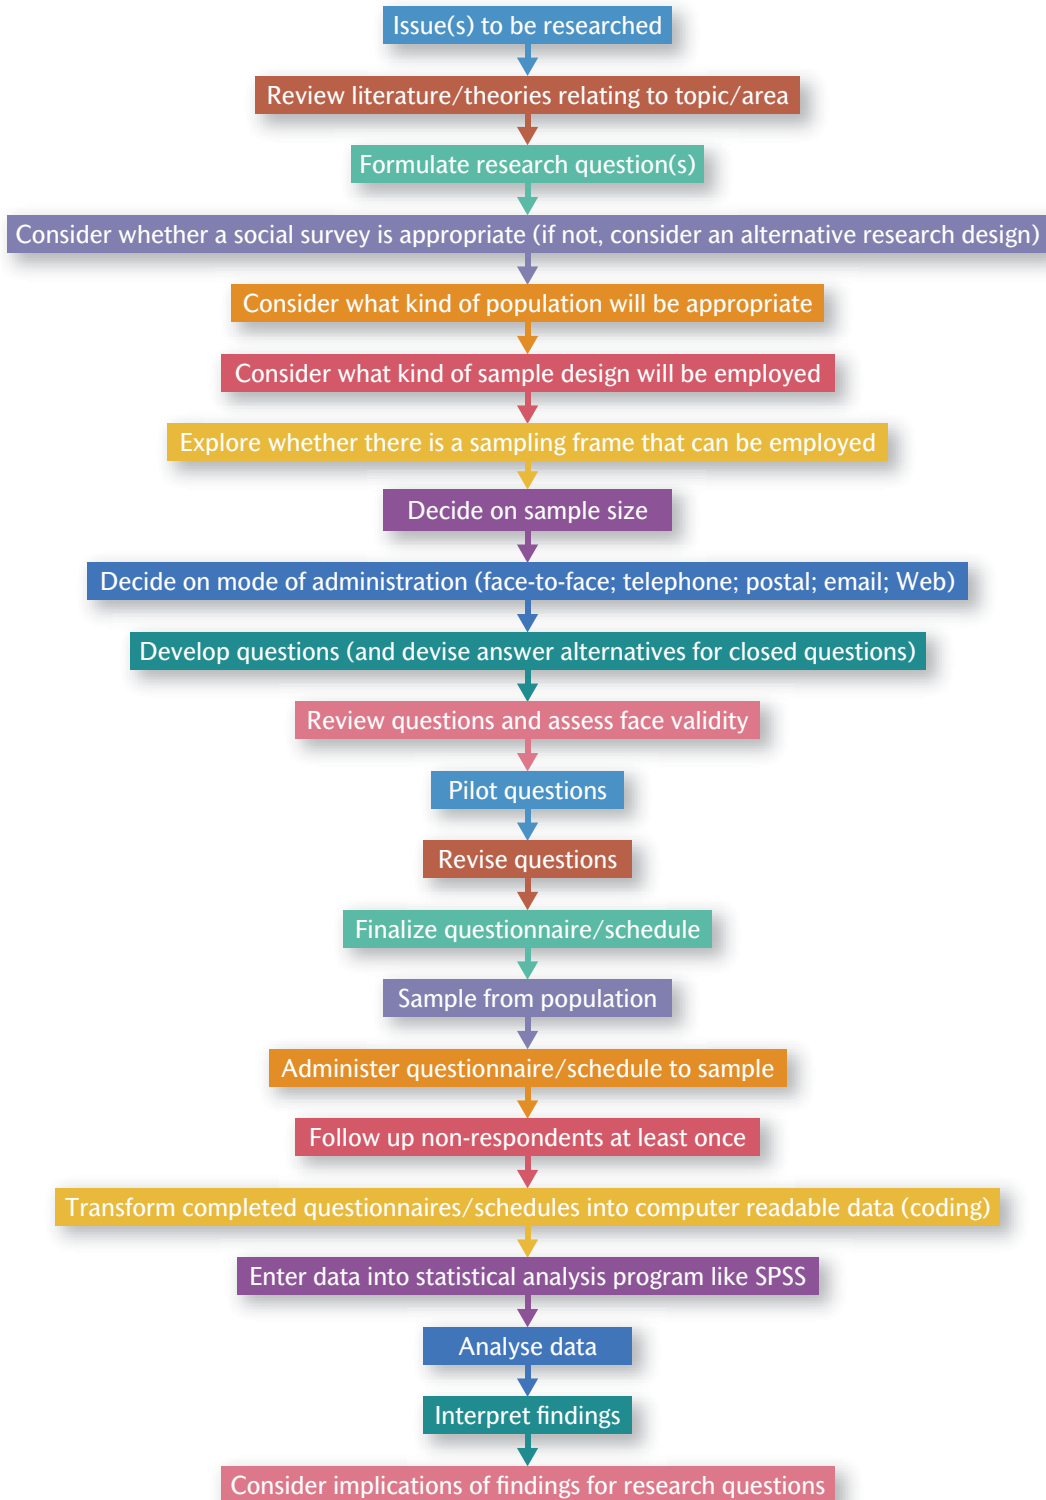 Issue(s) to be researched
Review literature/theories relating to topic/area
Formulate research question(s)
Consider whether a social survey is appropriate (if not, consider an alternative research design)
Consider what kind of population will be appropriate
Consider what kind of sample design will be employed
Explore whether there is a sampling frame that can be employed
Decide on sample size
Decide on mode of administration (face-to-face; telephone; postal; email; Web)
Develop questions (and devise answer alternatives for closed questions)
Review questions and assess face validity
Pilot questions
Revise questions
Finalize questionnaire/schedule
Sample from population
Administer questionnaire/schedule to sample
Follow up non-respondents at least once
Transform completed questionnaires/schedules into computer readable data (coding)
Enter data into statistical analysis program like SPSS
Analyse data
Interpret findings
Consider implications of findings for research questions